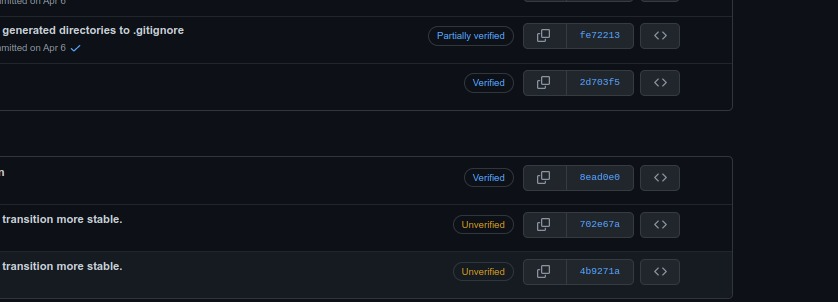 mitted on Apr 6
generated directories to .gitignore
Partially verified
fe72213
mitted on Apr 6
Verified
2d703f5
n
Verified
8ead0e0
transition more stable.
Unverified
702e67a
transition more stable.
Unverified
4b9271a